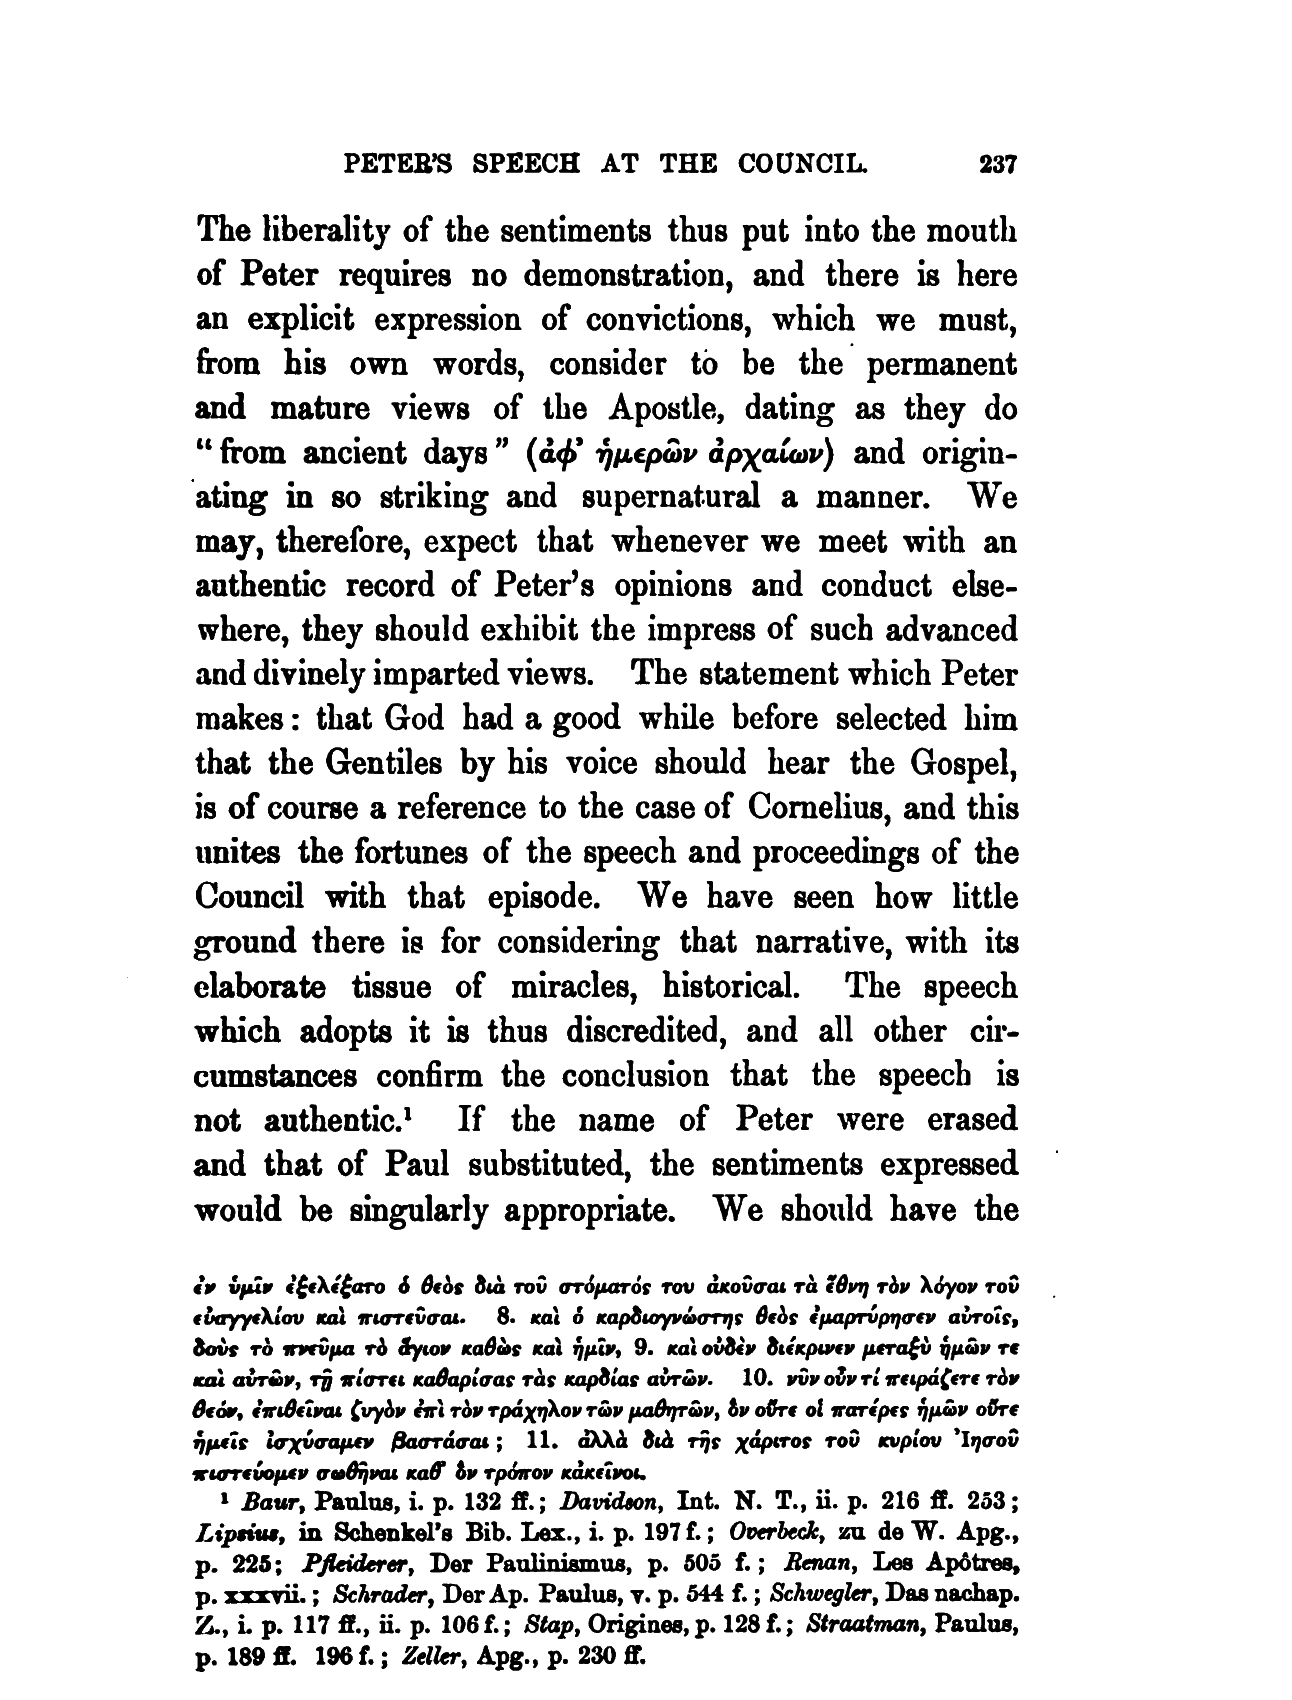 PETER'S SPEECH AT THE COUNCIL. 237
The liberality of the sentiments thus put into the mouth
of Peter requires no demonstration, and there is here
an explicit expression of convictions, which we must,
from his own words, consider to be the permanent
and mature views of the Apostle, dating as they do
“from ancient days” (ἀφ’ ἡμερῶν ἀρχαίων) and origin-
ating in so striking and supernatural a manner. We
may, therefore, expect that whenever we meet with an
authentic record of Peter's opinions and conduct else-
where, they should exhibit the impress of such advanced
and divinely imparted views. The statement which Peter
makes: that God had a good while before selected him
that the Gentiles by his voice should hear the Gospel,
is of course a reference to the case of Cornelius, and this
unites the fortunes of the speech and proceedings of the
Council with that episode. We have seen how little
ground there is for considering that narrative, with its
elaborate tissue of miracles, historical. The speech
which adopts it is thus discredited, and all other cir-
cumstances confirm the conclusion that the speech is
not authentic.¹ If the name of Peter were erased
and that of Paul substituted, the sentiments expressed
would be singularly appropriate. We should have the
ἐν ὑμῖν ἐξελέξατο ὁ θεὸς διὰ τοῦ στόματός του ἀκοῦσαι τὰ ἔθνη τὸν λόγον τοῦ
εὐαγγελίου καὶ πιστεῦσαι. 8. καὶ ὁ καρδιογνώστης θεὸς ἐμαρτύρησεν αὐτοῖς,
δοὺς τὸ πνεῦμα τὸ ἅγιον καθὼς καὶ ἡμῖν, 9. καὶ οὐδὲν διέκρινεν μεταξὺ ἡμῶν τε
καὶ αὐτῶν, τῇ πίστει καθαρίσας τὰς καρδίας αὐτῶν. 10. νῦν οὖν τί πειράζετε τὸν
θεόν, ἐπιθεῖναι ζυγὸν ἐπὶ τὸν τράχηλον τῶν μαθητῶν, ὃν οὔτε οἱ πατέρες ἡμῶν οὔτε
ἡμεῖς ἰσχύσαμεν βαστάσαι; 11. ἀλλὰ διὰ τῆς χάριτος τοῦ κυρίου Ἰησοῦ
πιστεύομεν σωθῆναι καθ’ ὃν τρόπον κἀκεῖνοι.
¹ Baur, Paulus, i. p. 132 ff.; Davidson, Int. N. T., ii. p. 216 ff. 253;
Lipsius, in Schenkel's Bib. Lex., i. p. 197 f.; Overbeck, zu de W. Apg.,
p. 225; Pfleiderer, Der Paulinismus, p. 505 f.; Renan, Les Apôtres,
p. xxxvii.; Schrader, Der Ap. Paulus, v. p. 544 f.; Schwegler, Das nachap.
Z., i. p. 117 ff., ii. p. 106 f.; Stap, Origines, p. 128 f.; Straatman, Paulus,
p. 189 ff. 196 f.; Zeller, Apg., p. 230 ff.